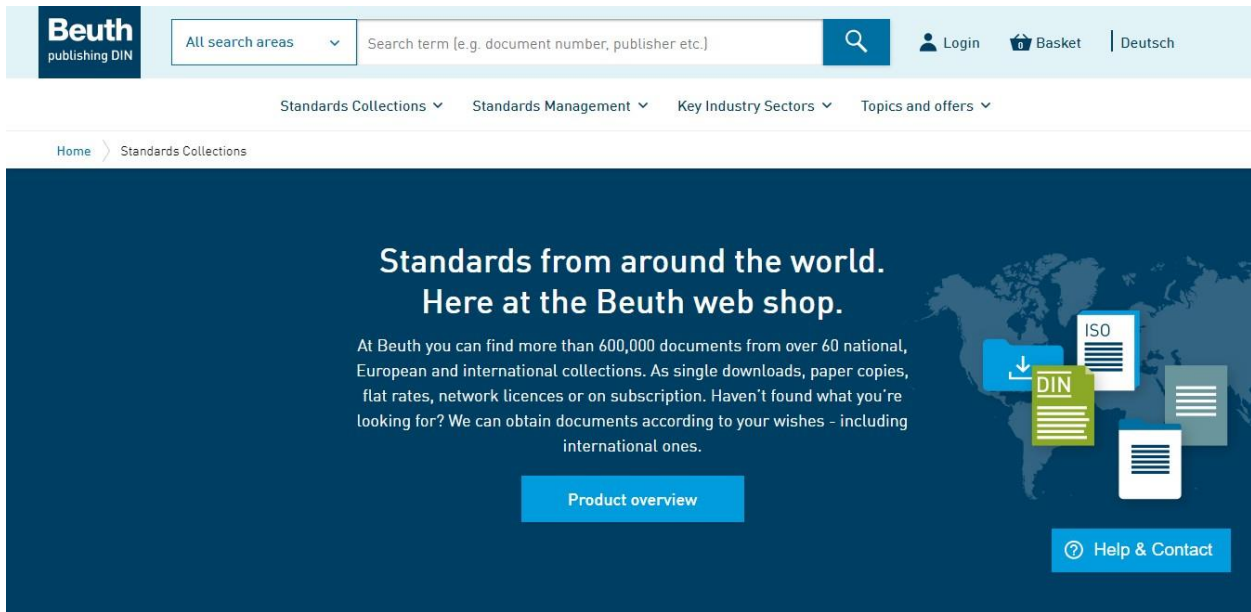 Beuth
publishing DIN
All search areas
Search term (e.g. document number, publisher etc.)
0
Login
Basket
Deutsch
Standards Collections
Standards Management
Key Industry Sectors
Topics and offers
Home
Standards Collections
Standards from around the world.
Here at the Beuth web shop.
At Beuth you can find more than 600,000 documents from over 60 national,
European and international collections. As single downloads, paper copies,
flat rates, network licences or on subscription. Haven't found what you're
looking for? We can obtain documents according to your wishes - including
international ones.
Product overview
ISO
DIN
Help & Contact